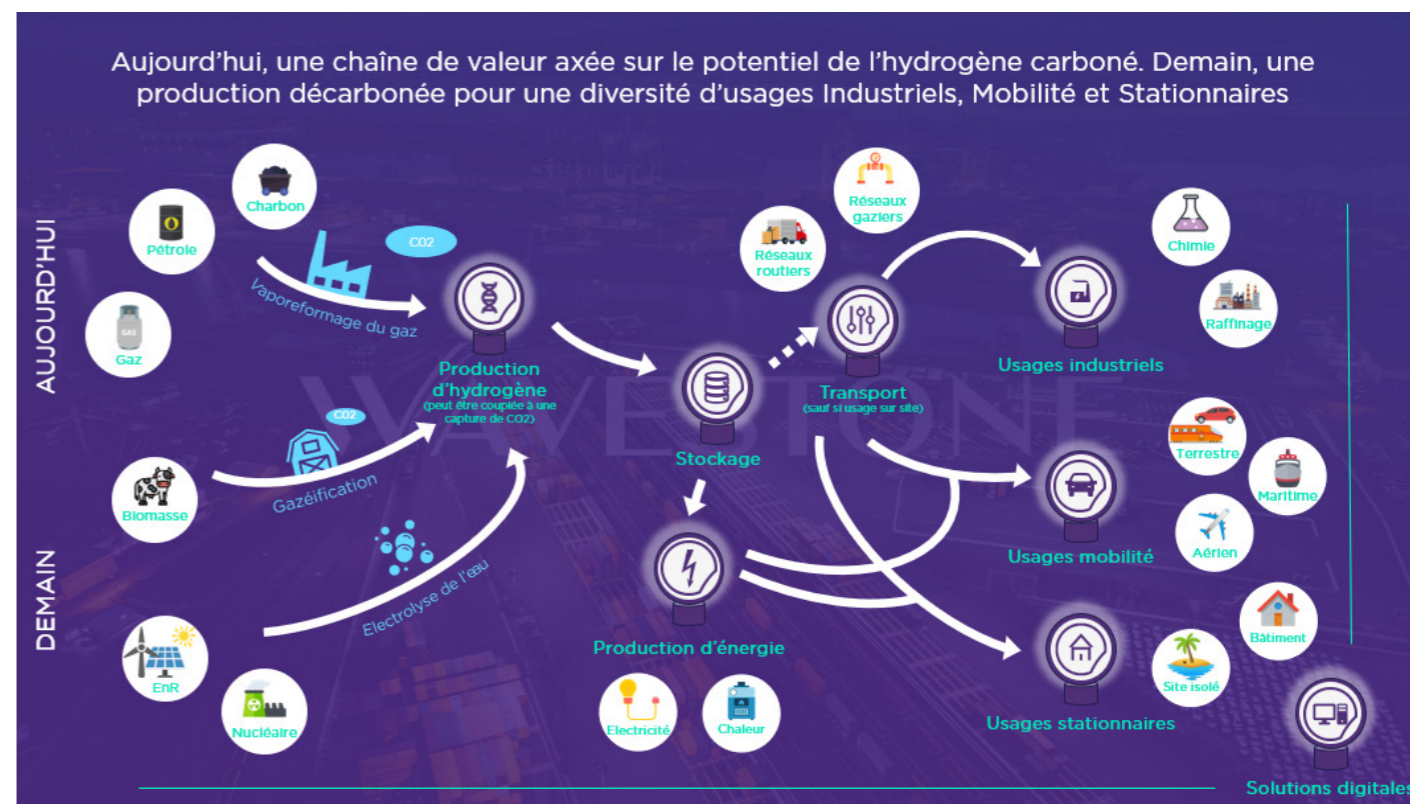 Aujourd'hui, une chaîne de valeur axée sur le potentiel de l'hydrogène carboné. Demain, une
production décarbonée pour une diversité d'usages Industriels, Mobilité et Stationnaires
AUJOURD'HUI
Charbon
Pétrole
GAS
Gaz
CO2
Vaporeformage du gaz
Production
d'hydrogène
(peut être couplée à une
capture de CO2)
Réseaux
gaziers
Réseaux
routiers
Transport
(sauf si usage sur site)
Stockage
Chimie
Raffinage
Usages industriels
WAVESTONE
DEMAIN
Biomasse
CO2
Gazéification
Electrolyse de l'eau
EnR
Nucléaire
Production d'énergie
Electricité
Chaleur
Terrestre
Maritime
Aérien
Usages mobilité
Bâtiment
Site isolé
Usages stationnaires
Solutions digitales